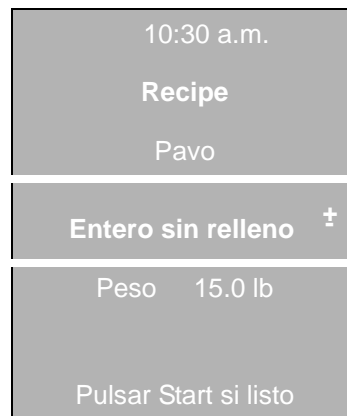 10:30 a.m.
Recipe
Pavo
Entero sin relleno ±
Peso 15.0 lb
Pulsar Start si listo